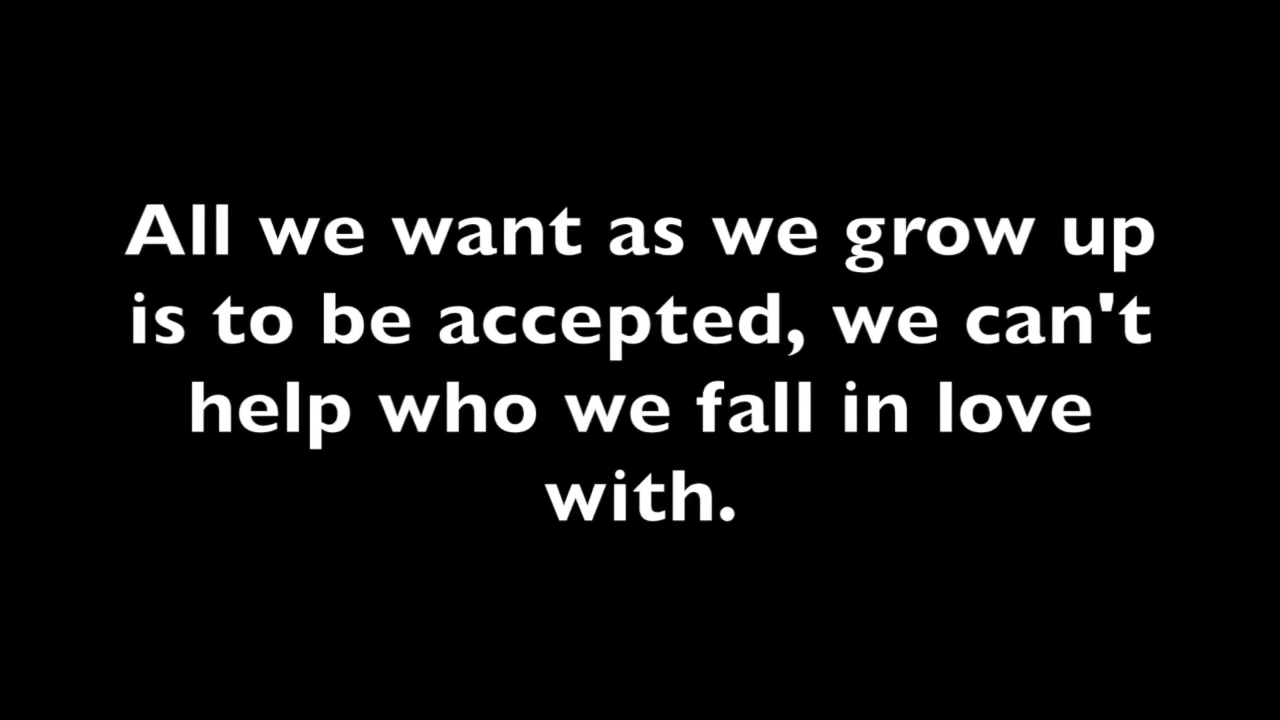 All we want as we grow up
is to be accepted, we can't
help who we fall in love
with.